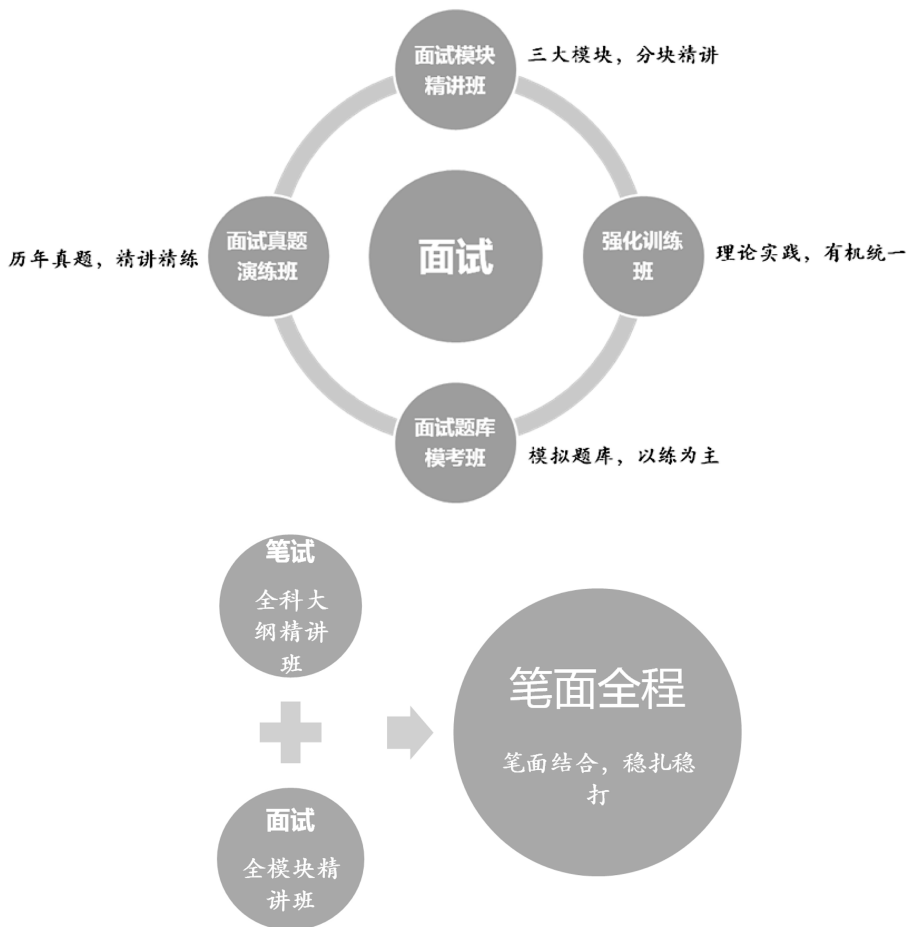 面试模块
精讲班
三大模块，分块精讲
面试真题
演练班
历年真题，精讲精练
面试
强化训练
班
理论实践，有机统一
面试题库
模考班
模拟题库，以练为主
笔试
全科大
纲精讲
班
面试
全模块精
讲班
笔面全程
笔面结合，稳扎稳
打